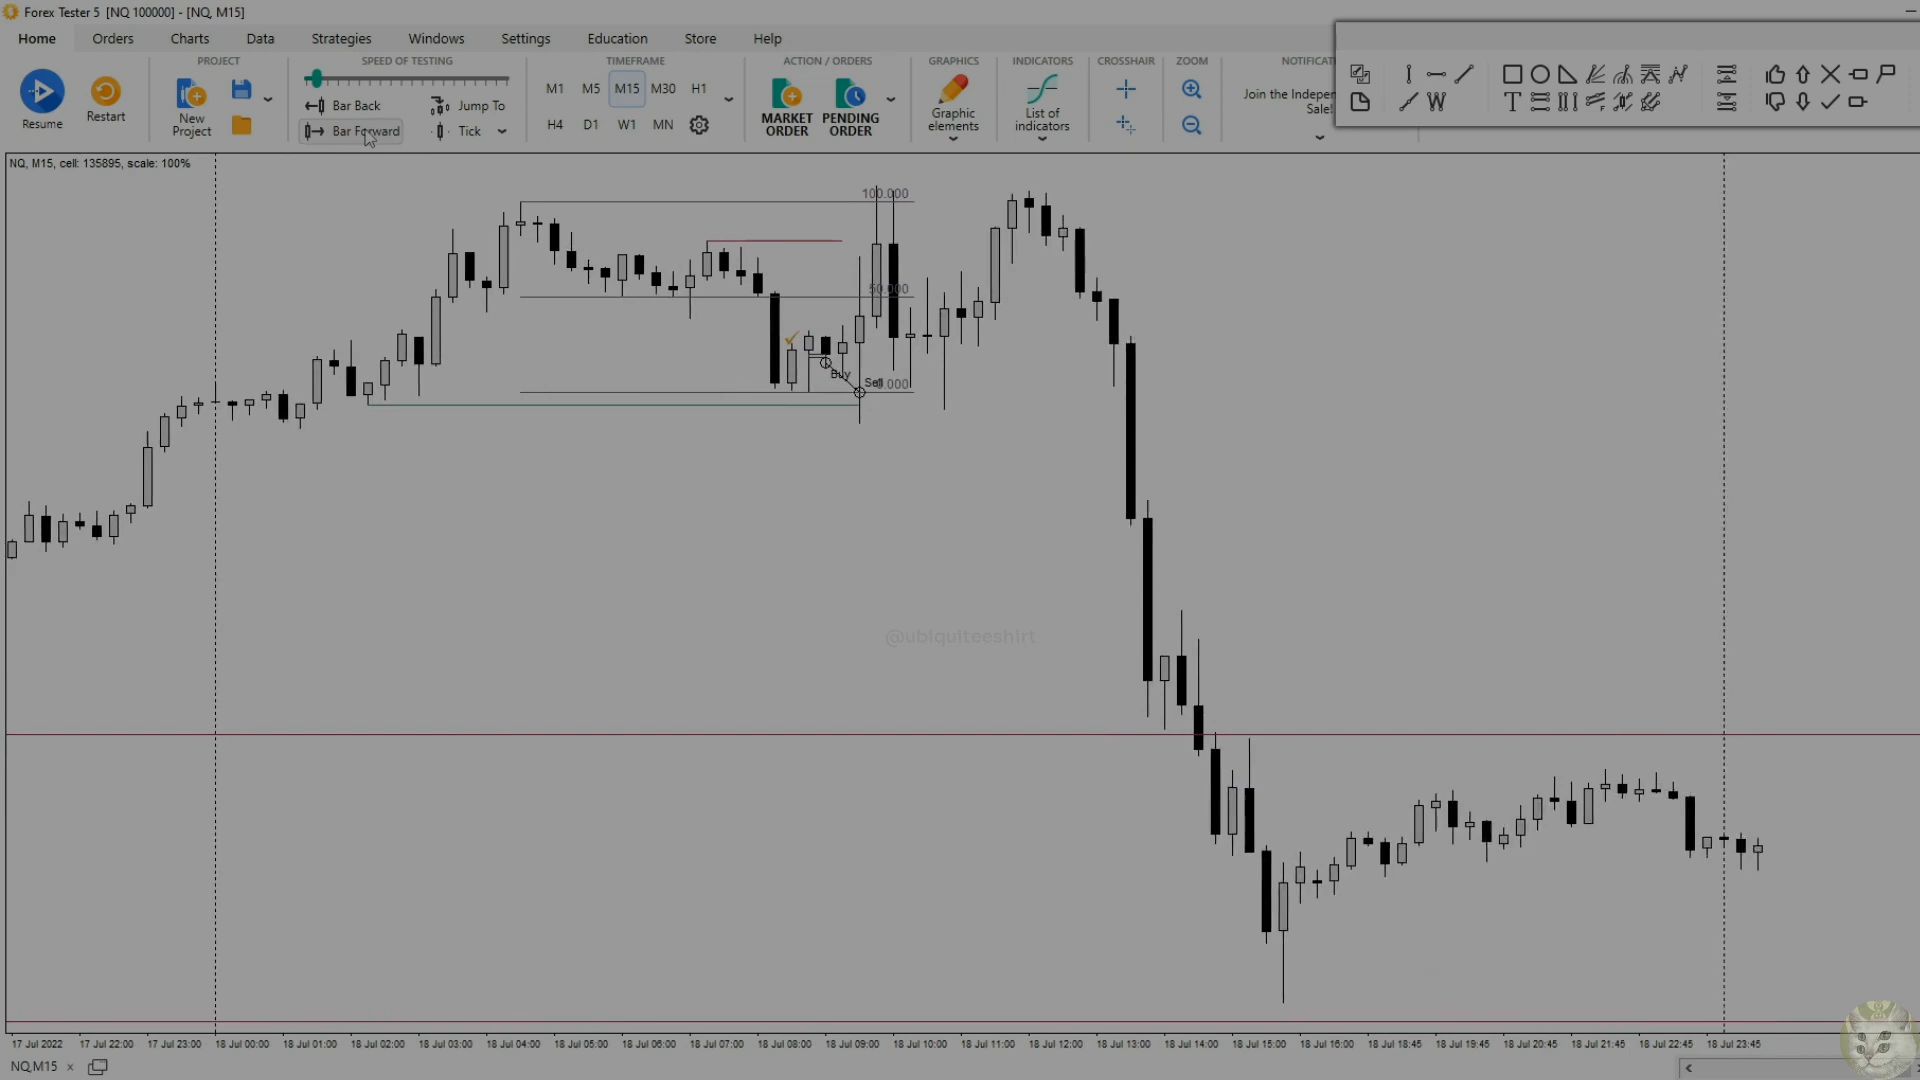 Forex Tester 5 [NQ 100000] - [NQ, M15]
Home Orders Charts Data Strategies Windows Settings Education Store Help
PROJECT SPEED OF TESTING TIMEFRAME ACTION / ORDERS GRAPHICS INDICATORS CROSSHAIR ZOOM NOTIFICAT
Resume Restart New Project
Bar Back Jump To
Bar Forward Tick
M1 M5 M15 M30 H1
H4 D1 W1 MN
MARKET ORDER PENDING ORDER
Graphic elements
List of indicators
Join the Indepen
Sale!
NQ, M15, cell: 135895, scale: 100%
100.000
50.000
Buy
Sell
0.000
@ubiquiteeshirt
17 Jul 2022 17 Jul 22:00 17 Jul 23:00 18 Jul 00:00 18 Jul 01:00 18 Jul 02:00 18 Jul 03:00 18 Jul 04:00 18 Jul 05:00 18 Jul 06:00 18 Jul 07:00 18 Jul 08:00 18 Jul 09:00 18 Jul 10:00 18 Jul 11:00 18 Jul 12:00 18 Jul 13:00 18 Jul 14:00 18 Jul 15:00 18 Jul 16:00 18 Jul 18:45 18 Jul 19:45 18 Jul 20:45 18 Jul 21:45 18 Jul 22:45 18 Jul 23:45
NQ,M15